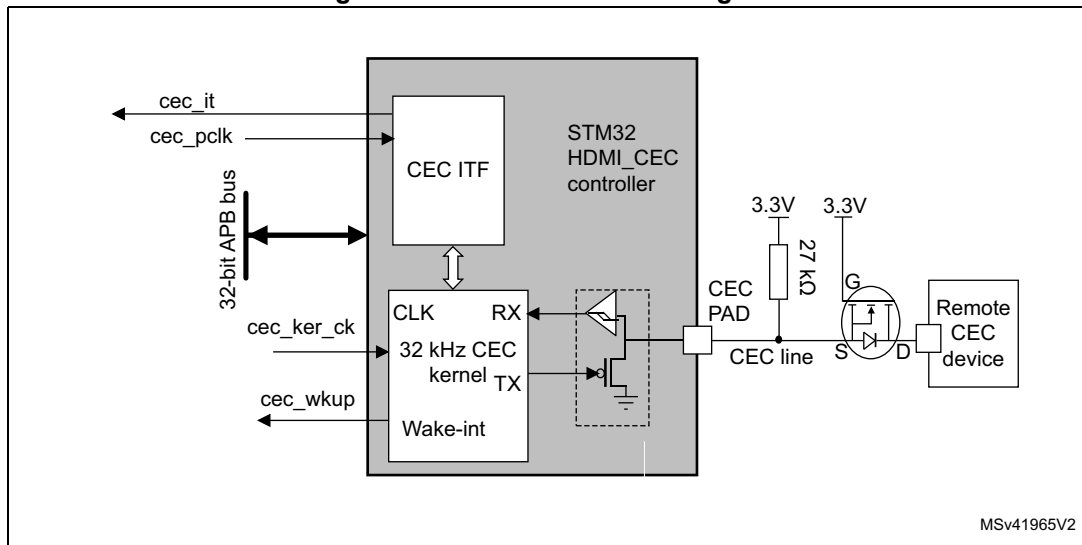 cec_it
cec_pclk
CEC ITF
STM32
HDMI_CEC
controller
32-bit APB bus
3.3V
3.3V
27 kΩ
G
CEC
PAD
CLK
RX
cec_ker_ck
32 kHz CEC
kernel
TX
CEC line
S
D
Remote
CEC
device
cec_wkup
Wake-int
MSv41965V2